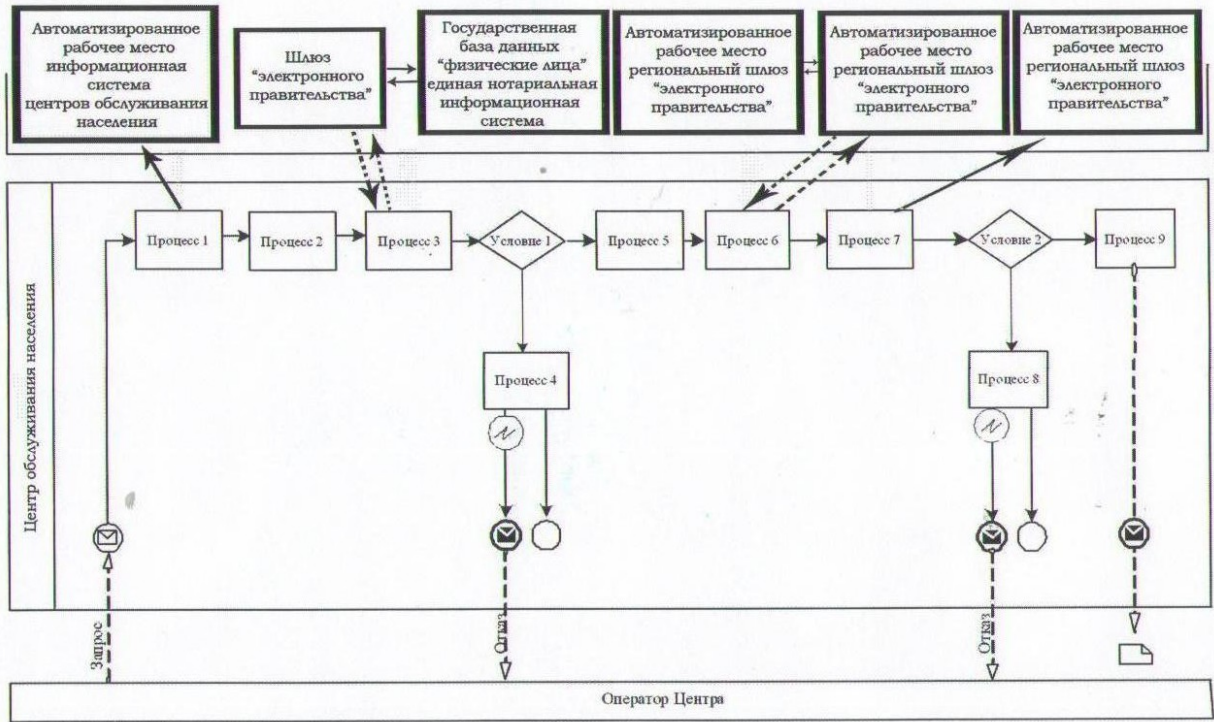 Автоматизированное
рабочее место
информационная
система
центров обслуживания
населения
Шлюз
“электронного
правительства”
Государственная
база данных
“физические лица”
единая нотариальная
информационная
система
Автоматизированное
рабочее место
региональный шлюз
“электронного
правительства”
Автоматизированное
рабочее место
региональный шлюз
“электронного
правительства”
Автоматизированное
рабочее место
региональный шлюз
“электронного
правительства”
Центр обслуживания населения
Процесс 1
Процесс 2
Процесс 3
Условие 1
Процесс 5
Процесс 6
Процесс 7
Условие 2
Процесс 9
Процесс 4
Процесс 8
Запрос
Отказ
Отказ
Оператор Центра